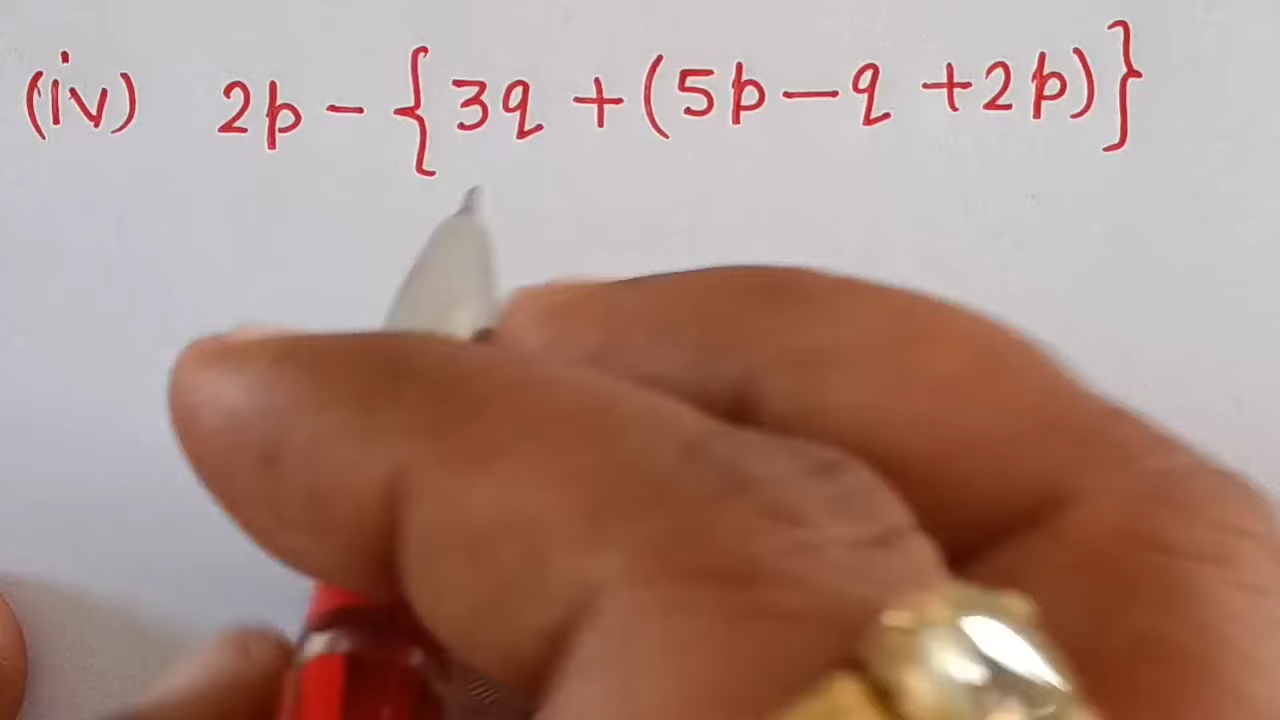 (iv) 2p - {3q + (5p - q + 2p)}